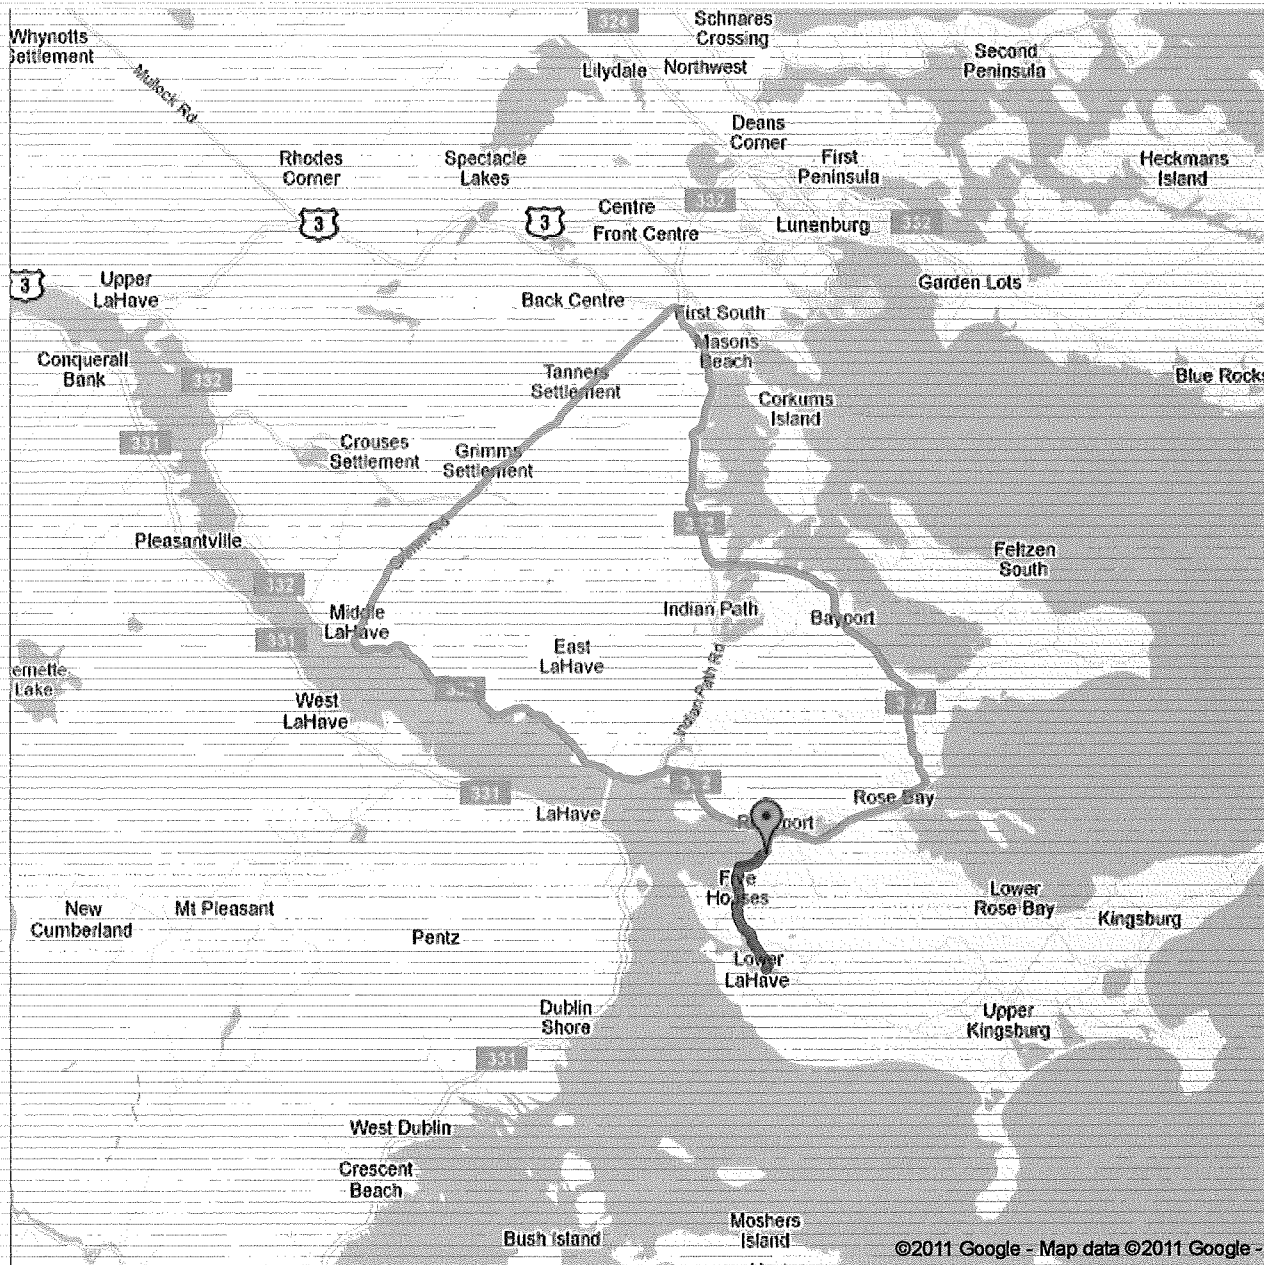 324
Schnares
Crossing
Whynotts
Settlement
Second
Peninsula
Lilydale
Northwest
Mullock Rd
Deans
Corner
Rhodes
Corner
Spectacle
Lakes
First
Peninsula
Heckmans
Island
332
3
3
Centre
Front Centre
Lunenburg
332
3
Upper
LaHave
Garden Lots
Back Centre
First South
Masons
Beach
Conquerall
Bank
332
Tanners
Settlement
Blue Rocks
Corkums
Island
331
Crouses
Settlement
Grimms
Settlement
332
Pleasantville
Feltzen
South
332
Middle
LaHave
Indian Path
Bayport
331
East
LaHave
ernette
Lake
332
Indian Path Rd
West
LaHave
332
332
331
Rose Bay
LaHave
Five
Houses
New
Cumberland
Mt Pleasant
Lower
Rose Bay
Kingsburg
Pentz
Lower
LaHave
Dublin
Shore
Upper
Kingsburg
331
West Dublin
Crescent
Beach
Bush Island
Moshers
Island
©2011 Google - Map data ©2011 Google -